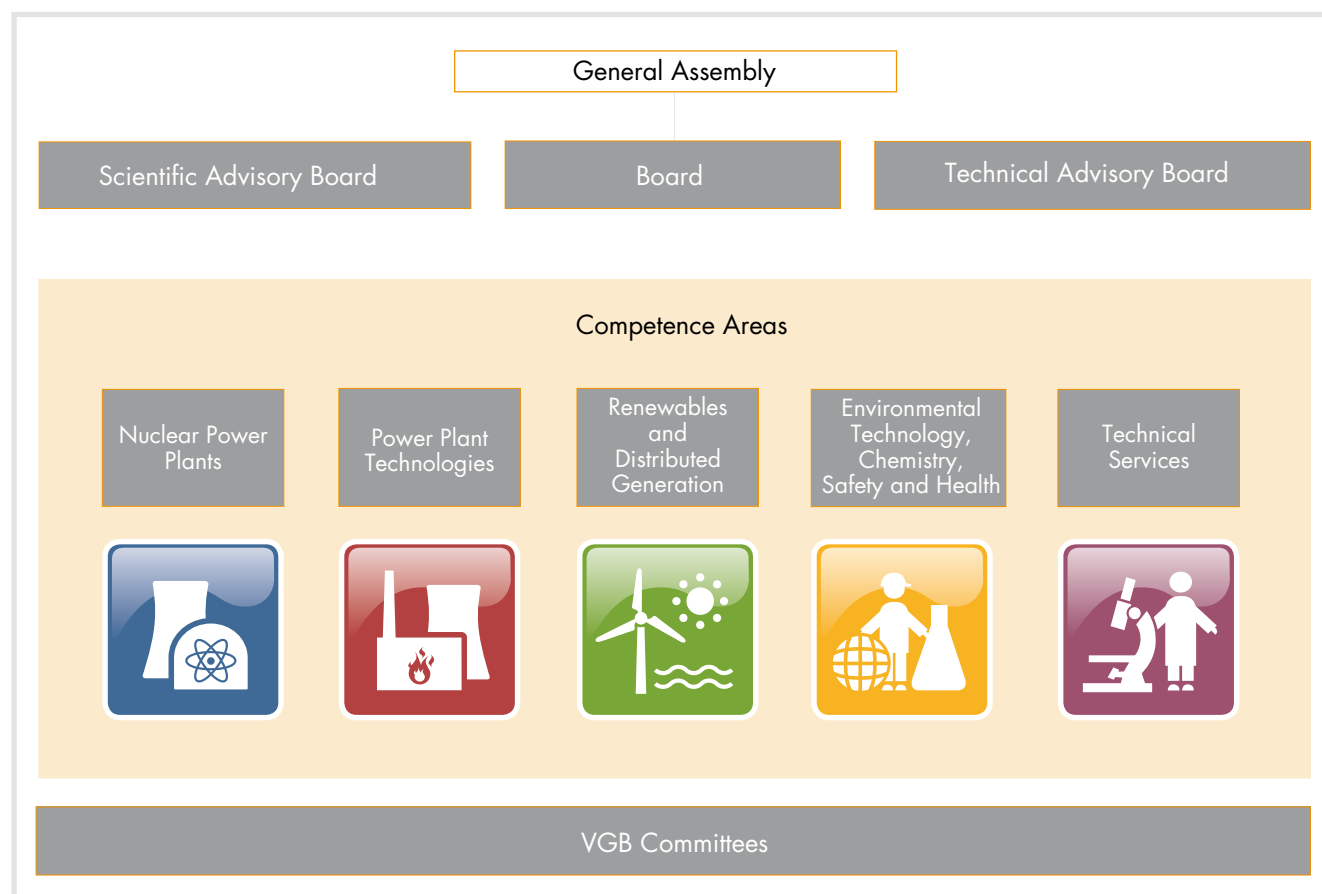 General Assembly
Scientific Advisory Board
Board
Technical Advisory Board
Competence Areas
Nuclear Power
Plants
Power Plant
Technologies
Renewables
and
Distributed
Generation
Environmental
Technology,
Chemistry,
Safety and Health
Technical
Services
VGB Committees